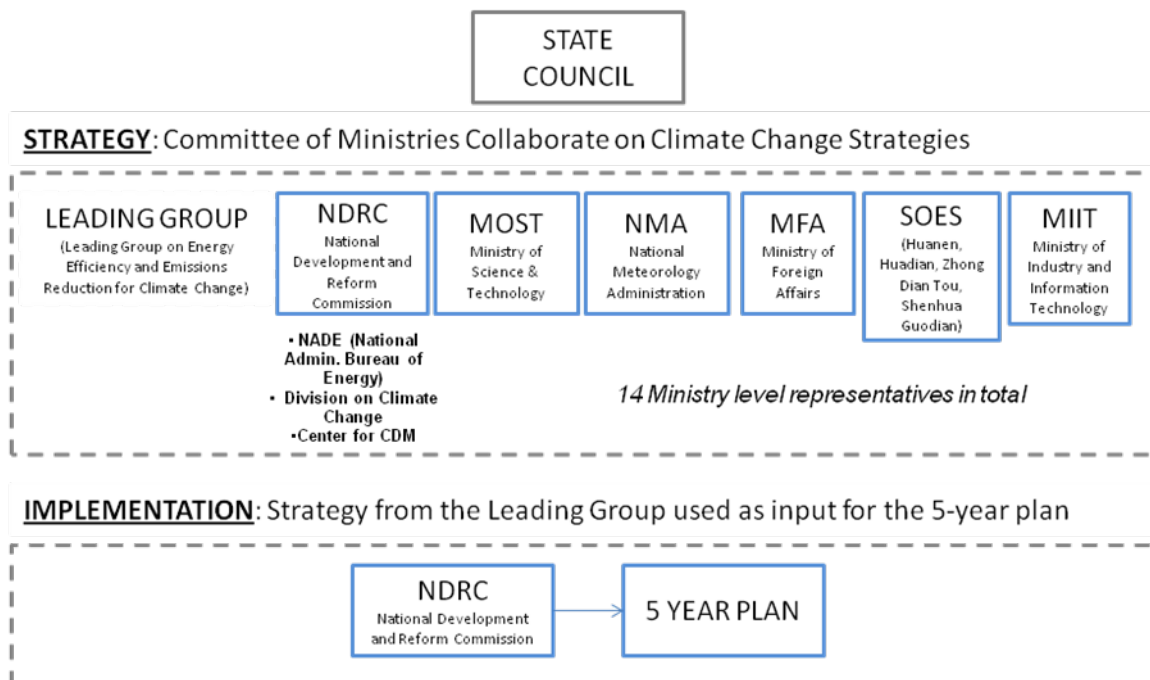 STATE
COUNCIL
STRATEGY: Committee of Ministries Collaborate on Climate Change Strategies
LEADING GROUP
(Leading Group on Energy
Efficiency and Emissions
Reduction for Climate Change)
NDRC
National
Development and
Reform
Commission
• NADE (National
Admin. Bureau of
Energy)
• Division on Climate
Change
•Center for CDM
MOST
Ministry of
Science &
Technology
NMA
National
Meteorology
Administration
MFA
Ministry of
Foreign
Affairs
SOES
(Huanen,
Huadian, Zhong
Dian Tou,
Shenhua
Guodian)
MIIT
Ministry of
Industry and
Information
Technology
14 Ministry level representatives in total
IMPLEMENTATION: Strategy from the Leading Group used as input for the 5-year plan
NDRC
National Development
and Reform Commission
5 YEAR PLAN